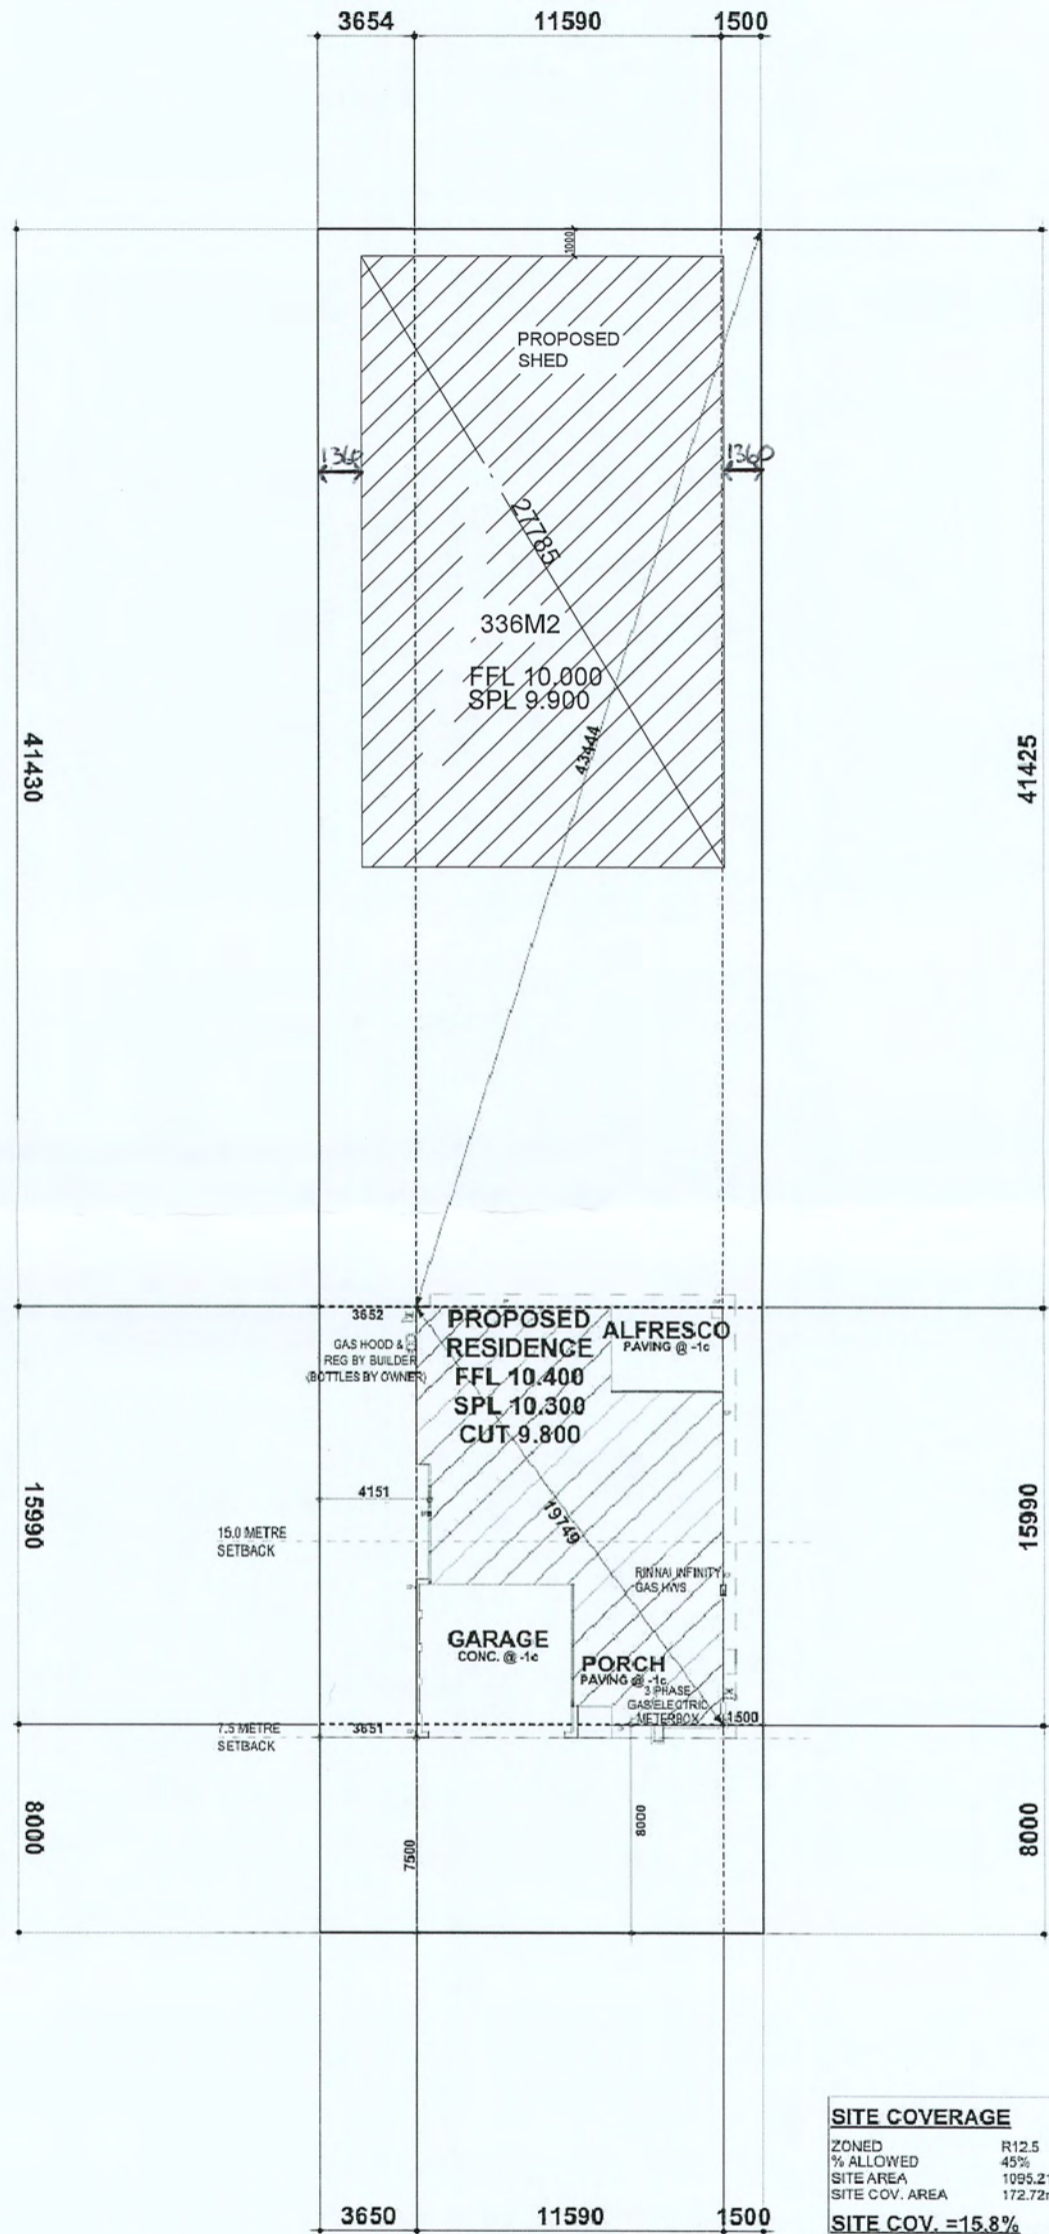 3654 11590 1500
1000
PROPOSED
SHED
1360 1360
27785
336M2
FFL 10.000
SPL 9.900
43444
41430 41425
3652
PROPOSED
RESIDENCE
FFL 10.400
SPL 10.300
CUT 9.800
ALFRESCO
PAVING @ -1c
GAS HOOD &
REG BY BUILDER
(BOTTLES BY OWNER)
4151
15990 15990
19749
15.0 METRE
SETBACK
RINNAI INFINITY
GAS HWS
GARAGE
CONC. @ -1c
PORCH
PAVING @ -1c
3 PHASE
GAS ELECTRIC
METERBOX
1500
7.5 METRE
SETBACK
3651
8000 7500 8000 8000
SITE COVERAGE
ZONED R12.5
% ALLOWED 45%
SITE AREA 1095.21
SITE COV. AREA 172.72
SITE COV. =15.8%
3650 11590 1500